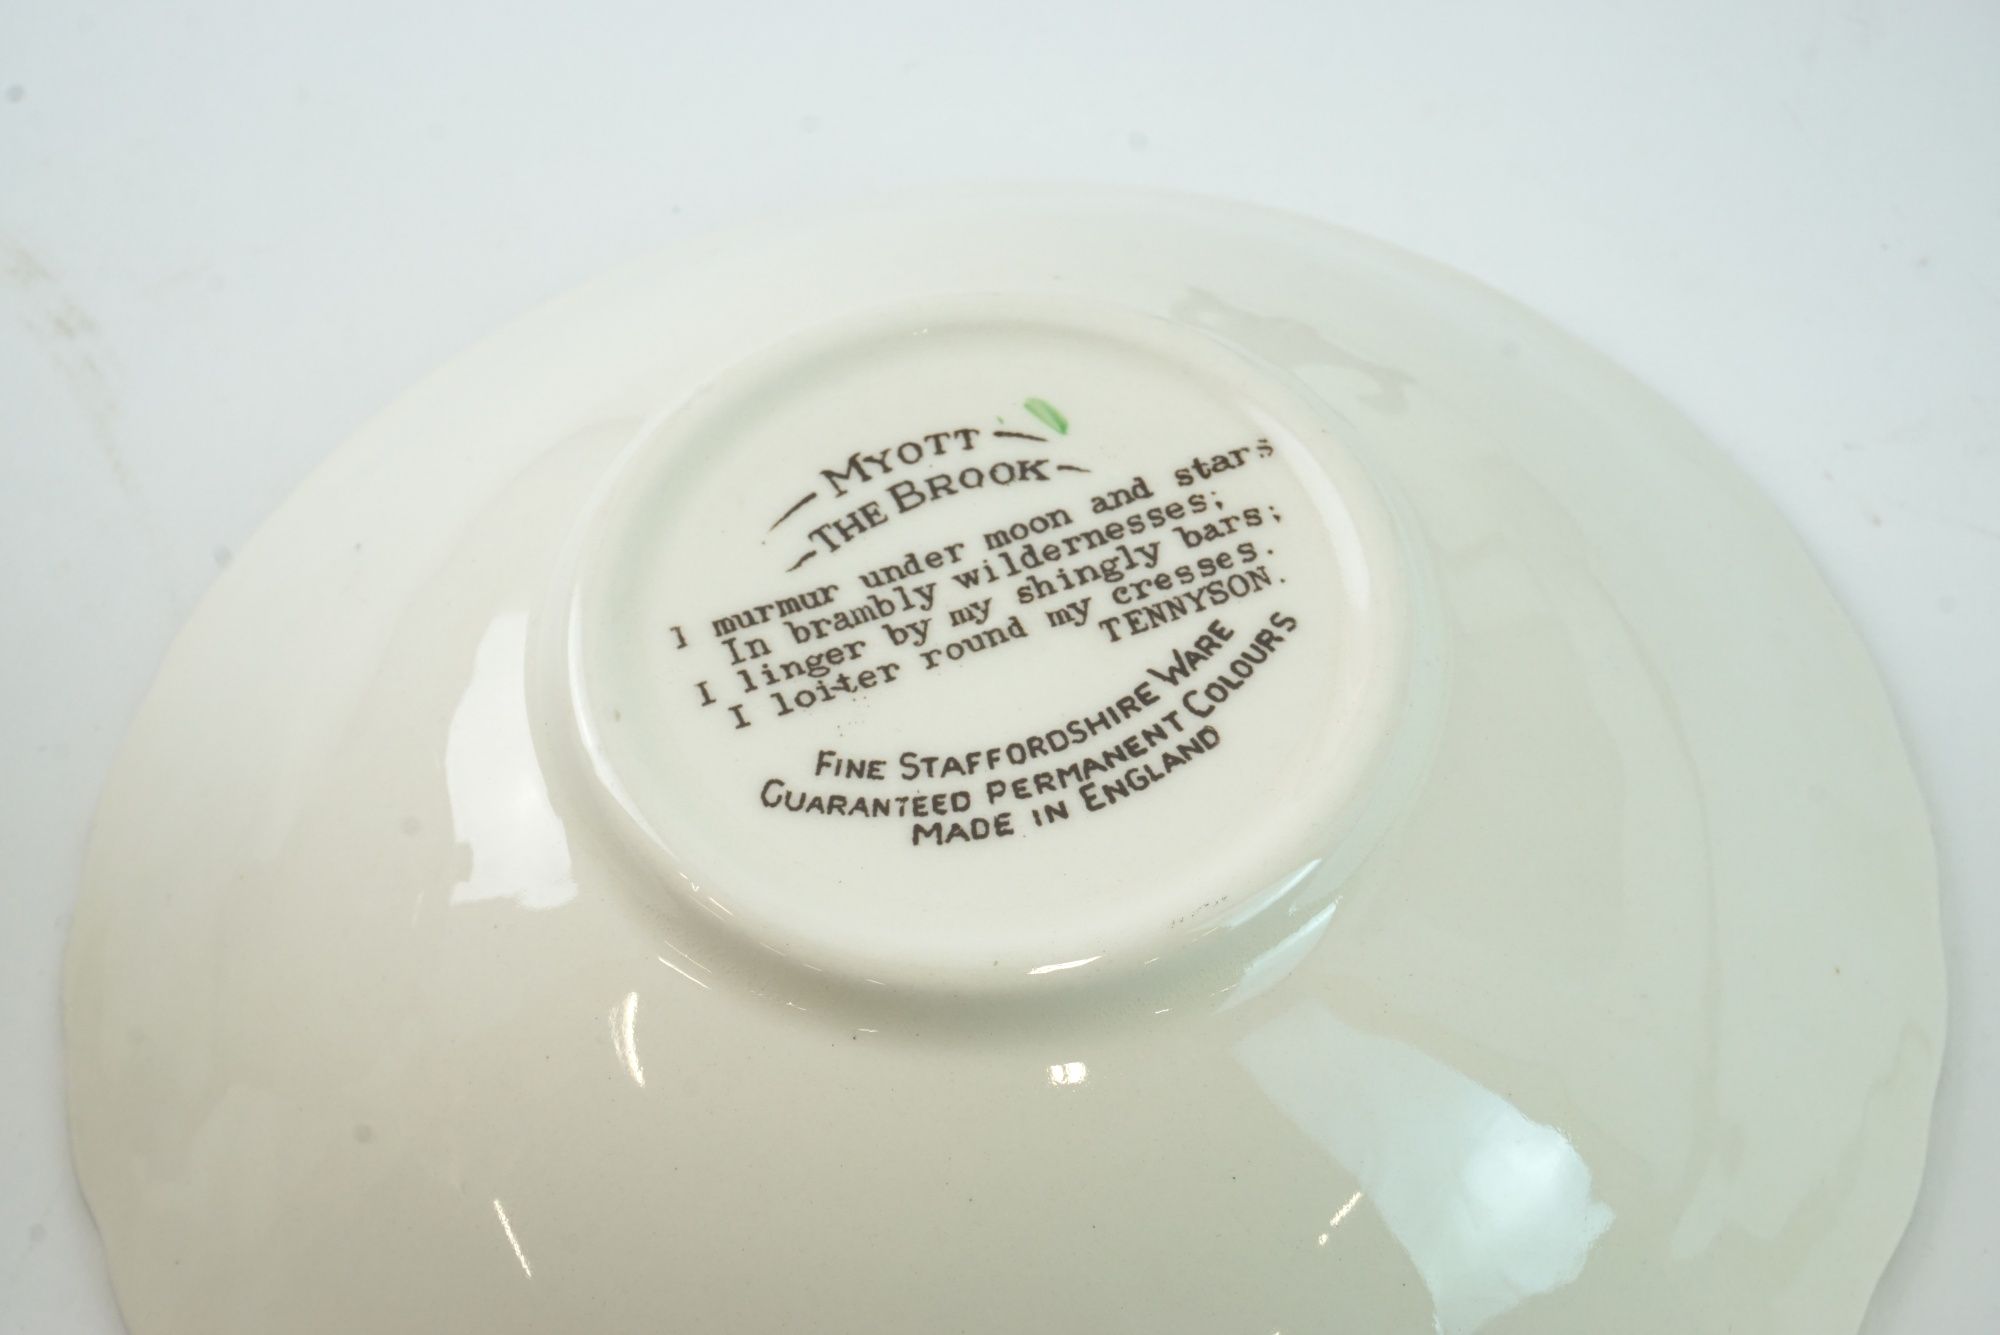 MYOTT
THE BROOK
I murmur under moon and stars
In brambly wildernesses;
I linger by my shingly bars;
I loiter round my cresses.
TENNYSON.
FINE STAFFORDSHIRE WARE
GUARANTEED PERMANENT COLOURS
MADE IN ENGLAND